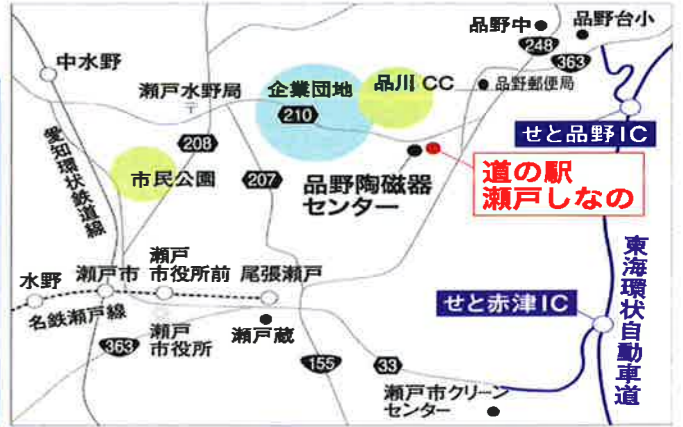 品野中
品野台小
248
363
中水野
瀬戸水野局
〒
企業団地
品川CC
品野郵便局
210
せと品野IC
愛知環状鉄道線
208
市民公園
207
品野陶磁器
センター
道の駅
瀬戸しなの
水野
瀬戸市
瀬戸
市役所前
尾張瀬戸
東海環状自動車道
名鉄瀬戸線
363
瀬戸
市役所
瀬戸蔵
せと赤津IC
155
33
瀬戸市クリーン
センター